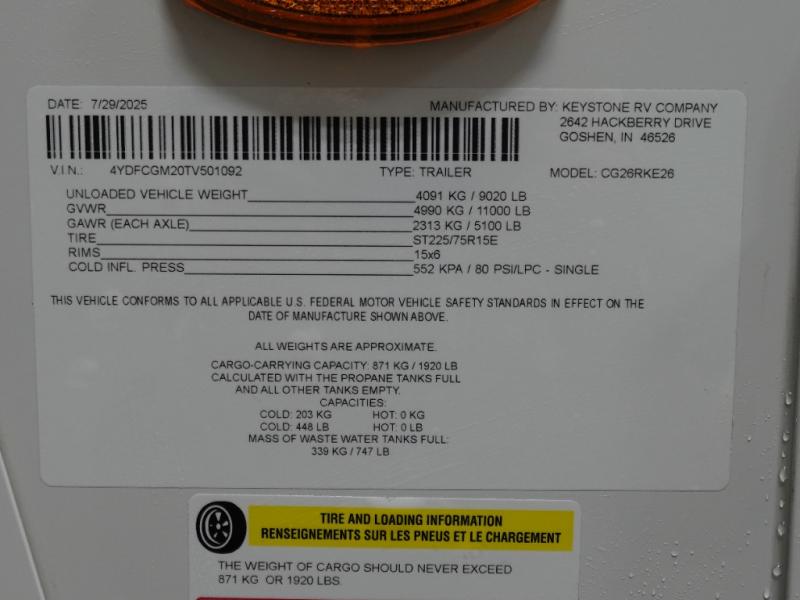 DATE: 7/29/2025 MANUFACTURED BY: KEYSTONE RV COMPANY
2642 HACKBERRY DRIVE
GOSHEN, IN 46526
V.I.N.: 4YDFCGM20TV501092 TYPE: TRAILER MODEL: CG26RKE26
UNLOADED VEHICLE WEIGHT 4091 KG / 9020 LB
GVWR 4990 KG / 11000 LB
GAWR (EACH AXLE) 2313 KG / 5100 LB
TIRE ST225/75R15E
RIMS 15x6
COLD INFL. PRESS 552 KPA / 80 PSI/LPC - SINGLE
THIS VEHICLE CONFORMS TO ALL APPLICABLE U.S. FEDERAL MOTOR VEHICLE SAFETY STANDARDS IN EFFECT ON THE
DATE OF MANUFACTURE SHOWN ABOVE.
ALL WEIGHTS ARE APPROXIMATE.
CARGO-CARRYING CAPACITY: 871 KG / 1920 LB
CALCULATED WITH THE PROPANE TANKS FULL
AND ALL OTHER TANKS EMPTY.
CAPACITIES:
COLD: 203 KG HOT: 0 KG
COLD: 448 LB HOT: 0 LB
MASS OF WASTE WATER TANKS FULL:
339 KG / 747 LB
TIRE AND LOADING INFORMATION
RENSEIGNEMENTS SUR LES PNEUS ET LE CHARGEMENT
THE WEIGHT OF CARGO SHOULD NEVER EXCEED
871 KG OR 1920 LBS.